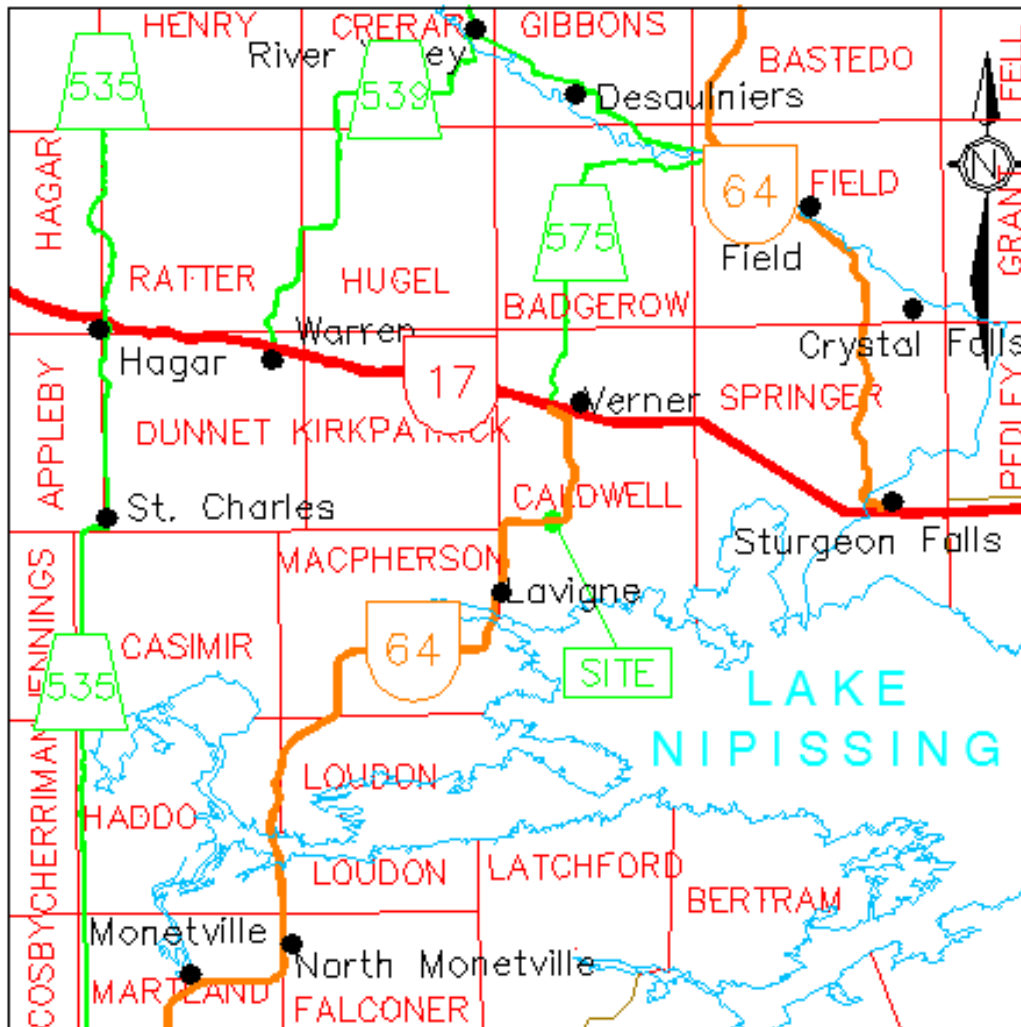 HENRY
CRERAR
GIBBONS
FELL
River
ey
BASTEDO
535
539
Desaulniers
HAGAR
N
64
FIELD
GRANT
575
Field
RATTER
HUGEL
BADGEROW
Warren
Hagar
Crystal Falls
17
Verner
SPRINGER
PEDLEY
APPLEBY
DUNNET
KIRKPATRICK
St. Charles
CALDWELL
Sturgeon Falls
MACPHERSON
Lavigne
JENNINGS
CASIMIR
64
SITE
535
LAKE
NIPISSING
CHERRIMAN
LOUDON
HADDO
LOUDON
LATCHFORD
BERTRAM
COSBY
Monetville
North Monetville
MARTLAND
FALCONER